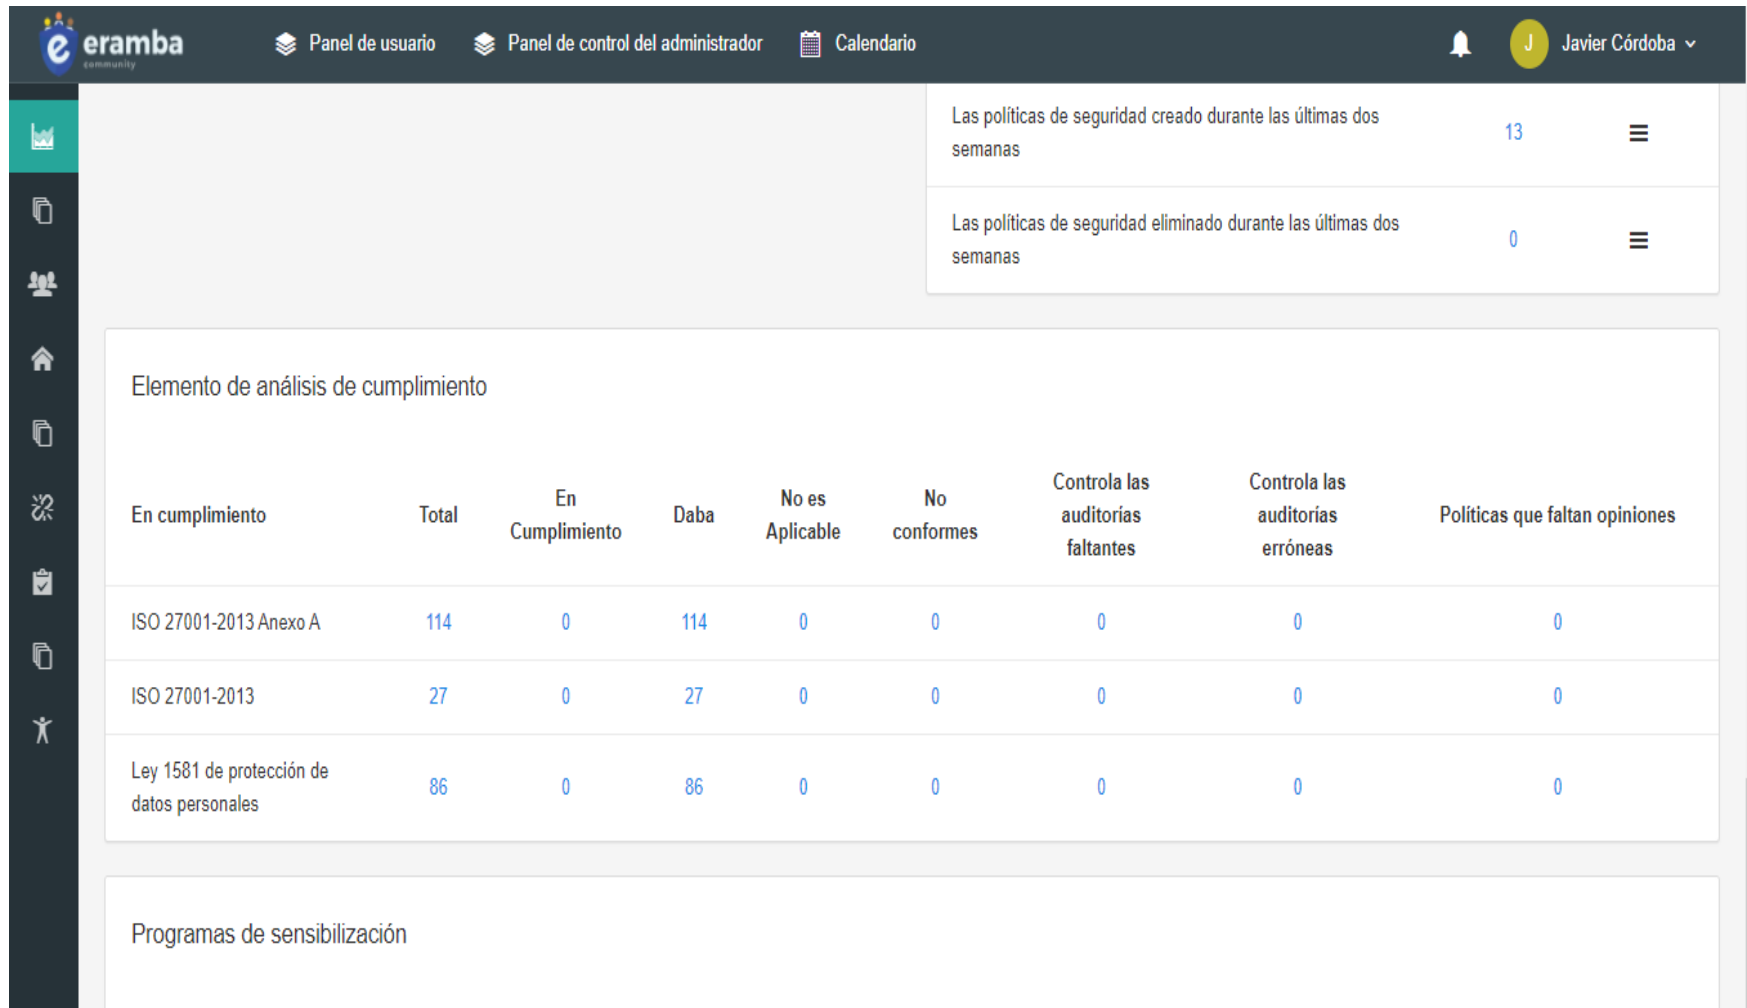 eramba
community
Panel de usuario
Panel de control del administrador
Calendario
J
Javier Córdoba
Las políticas de seguridad creado durante las últimas dos
semanas
13
Las políticas de seguridad eliminado durante las últimas dos
semanas
0
Elemento de análisis de cumplimiento
En cumplimiento
Total
En
Cumplimiento
Daba
No es
Aplicable
No
conformes
Controla las
auditorías
faltantes
Controla las
auditorías
erróneas
Políticas que faltan opiniones
ISO 27001-2013 Anexo A 114 0 114 0 0 0 0 0
ISO 27001-2013 27 0 27 0 0 0 0 0
Ley 1581 de protección de
datos personales
86 0 86 0 0 0 0 0
Programas de sensibilización